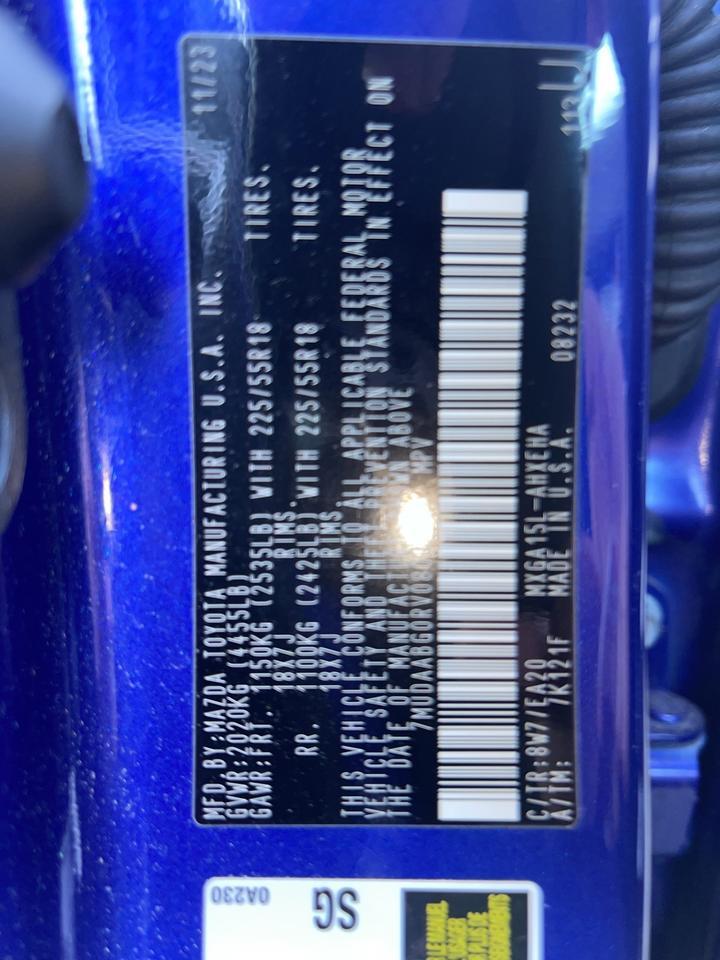 MFD.BY:MAZDA TOYOTA MANUFACTURING U.S.A. INC. 11/23
GVWR:2020KG (4455LB)
GAWR:FRT. 1150KG (2535LB) WITH 225/55R18 TIRES.
18X7J RIMS.
RR. 1100KG (2425LB) WITH 225/55R18 TIRES.
18X7J RIMS.
THIS VEHICLE CONFORMS TO ALL APPLICABLE FEDERAL MOTOR
VEHICLE SAFETY AND THEFT PREVENTION STANDARDS IN EFFECT ON
THE DATE OF MANUFACTURE SHOWN ABOVE
MPV
C/TR:8W7/EA20 MXGA15L-AHXEHA 08232
A/TM: 7K121F MADE IN U.S.A. 113
SG
0A230